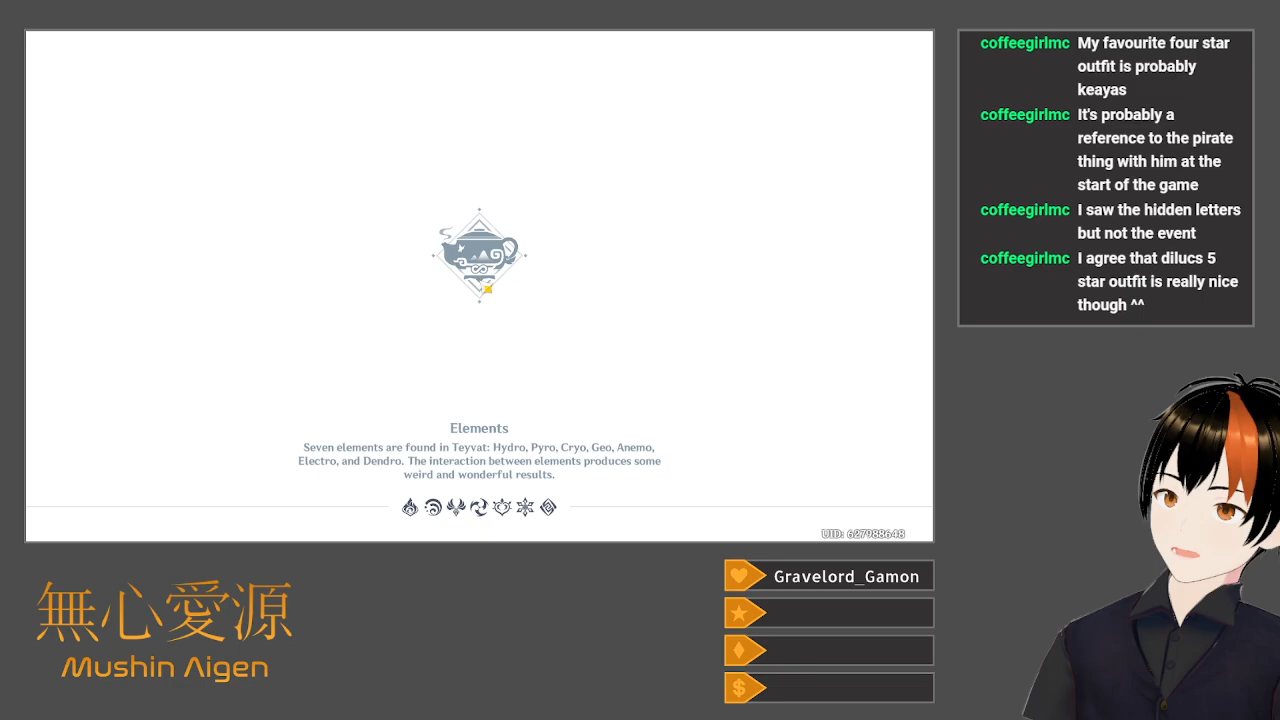 coffeegirlmc My favourite four star
outfit is probably
keayas
coffeegirlmc It's probably a
reference to the pirate
thing with him at the
start of the game
coffeegirlmc I saw the hidden letters
but not the event
coffeegirlmc I agree that dilucs 5
star outfit is really nice
though ^^
Elements
Seven elements are found in Teyvat: Hydro, Pyro, Cryo, Geo, Anemo,
Electro, and Dendro. The interaction between elements produces some
weird and wonderful results.
UID: 627988648
Gravelord_Gamon
無心愛源
Mushin Aigen